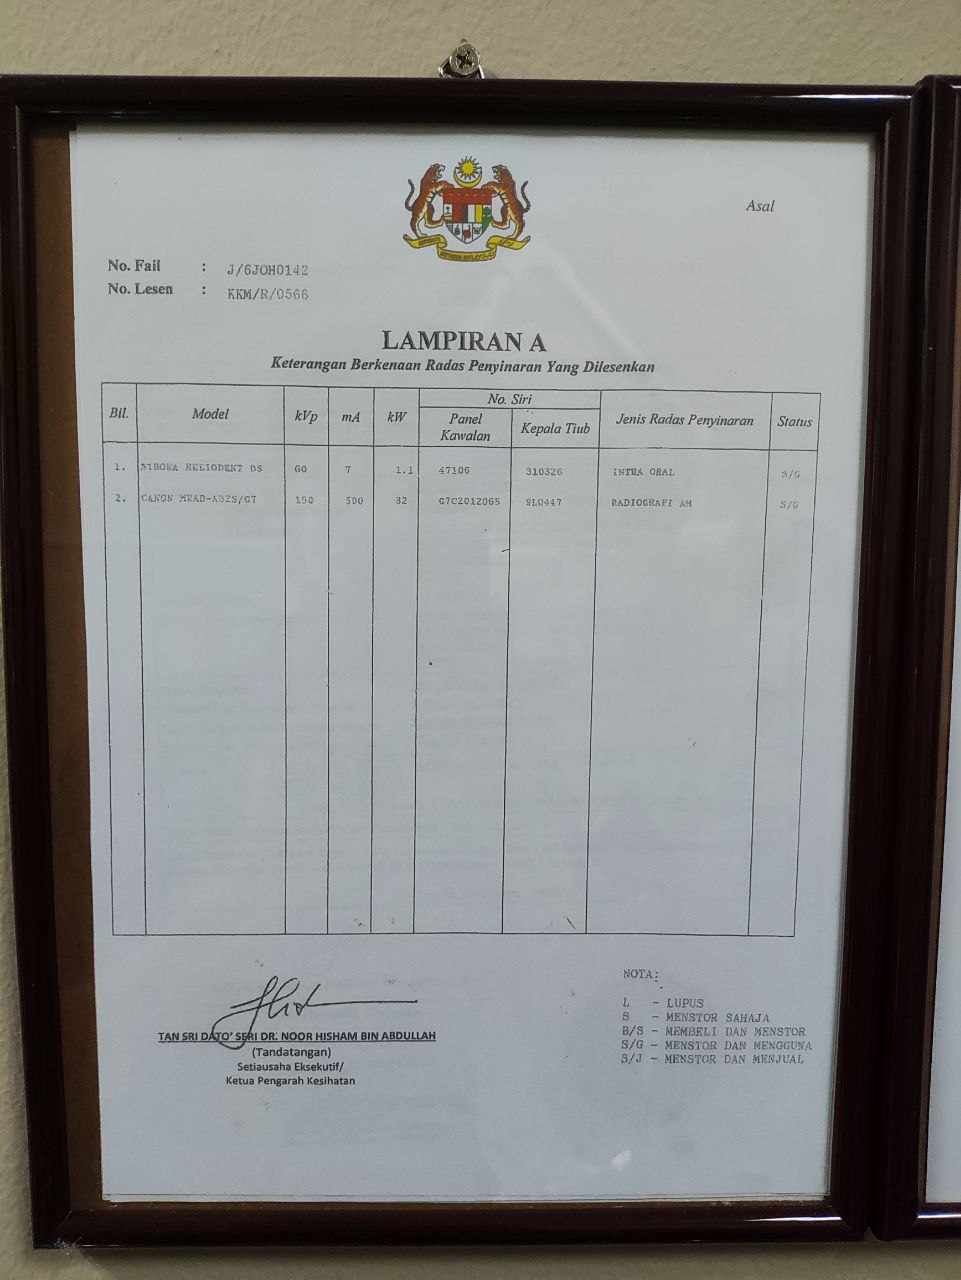 Asal
No. Fail : J/6JOH0142
No. Lesen : KKM/R/0566
LAMPIRAN A
Keterangan Berkenaan Radas Penyinaran Yang Dilesenkan
Bil. Model kVp mA kW No. Siri Jenis Radas Penyinaran Status
Panel Kawalan Kepala Tiub
1. SIRONA HELIODENT DS 60 7 1.1 47106 310326 INTRA ORAL S/G
2. CANON MRAD-A32S/G7 150 500 32 G7C2012065 9L0447 RADIOGRAFI AM S/G
TAN SRI DATO' SERI DR. NOOR HISHAM BIN ABDULLAH
(Tandatangan)
Setiausaha Eksekutif/
Ketua Pengarah Kesihatan
NOTA:
L - LUPUS
S - MENSTOR SAHAJA
B/S - MEMBELI DAN MENSTOR
S/G - MENSTOR DAN MENGGUNA
S/J - MENSTOR DAN MENJUAL